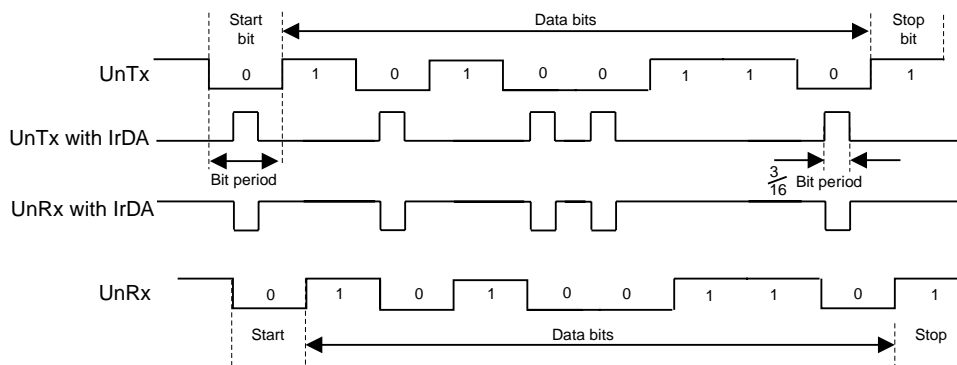 Start bit
Data bits
Stop bit
UnTx
0 1 0 1 0 0 1 1 0 1
UnTx with IrDA
Bit period
3/16 Bit period
UnRx with IrDA
UnRx
0 1 0 1 0 0 1 1 0 1
Start
Data bits
Stop